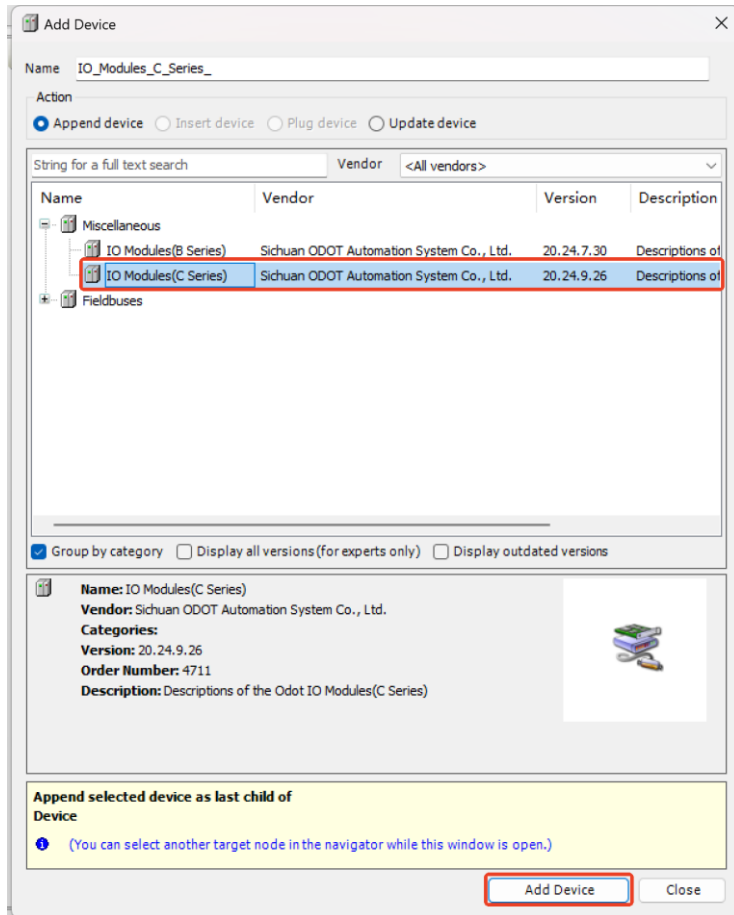 Add Device
Name IO_Modules_C_Series_
Action
Append device Insert device Plug device Update device
String for a full text search Vendor <All vendors>
Name Vendor Version Description
Miscellaneous
IO Modules(B Series) Sichuan ODOT Automation System Co., Ltd. 20.24.7.30 Descriptions of
IO Modules(C Series) Sichuan ODOT Automation System Co., Ltd. 20.24.9.26 Descriptions of
Fieldbuses
Group by category Display all versions(for experts only) Display outdated versions
Name: IO Modules(C Series)
Vendor: Sichuan ODOT Automation System Co., Ltd.
Categories:
Version: 20.24.9.26
Order Number: 4711
Description: Descriptions of the Odot IO Modules(C Series)
Append selected device as last child of
Device
(You can select another target node in the navigator while this window is open.)
Add Device Close